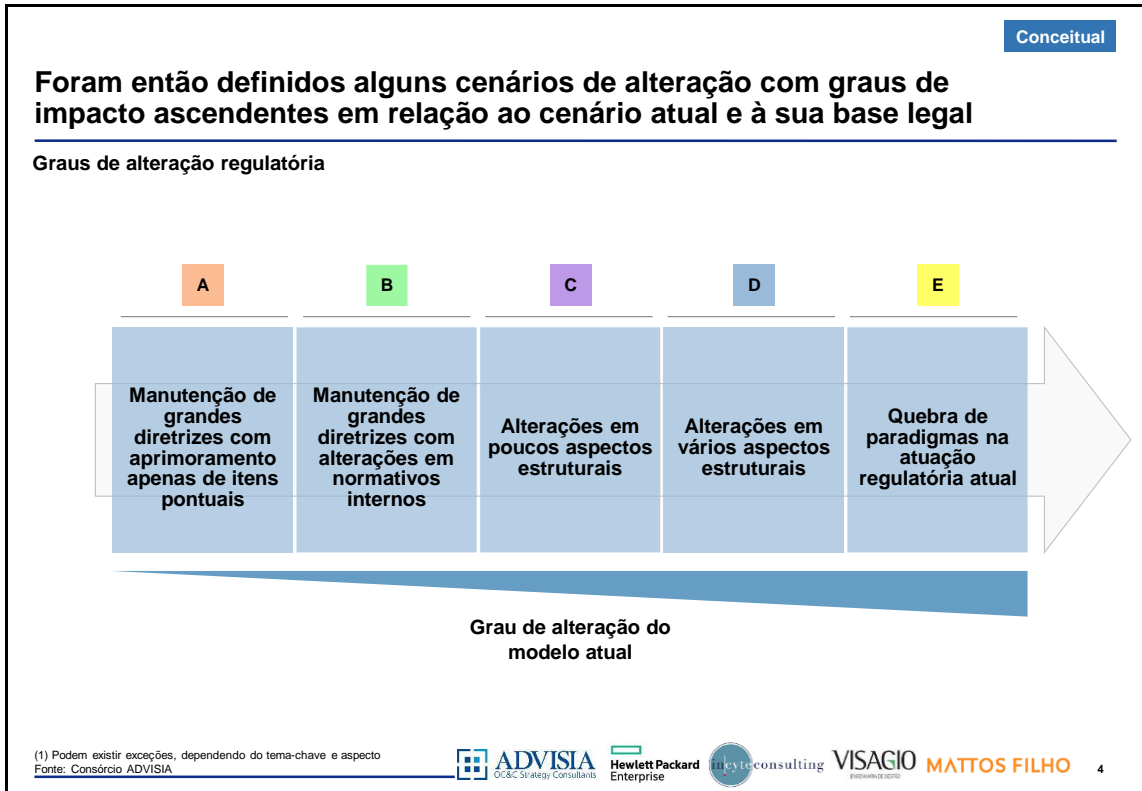 Conceitual
Foram então definidos alguns cenários de alteração com graus de
impacto ascendentes em relação ao cenário atual e à sua base legal
Graus de alteração regulatória
A
B
C
D
E
Manutenção de
grandes
diretrizes com
aprimoramento
apenas de itens
pontuais
Manutenção de
grandes
diretrizes com
alterações em
normativos
internos
Alterações em
poucos aspectos
estruturais
Alterações em
vários aspectos
estruturais
Quebra de
paradigmas na
atuação
regulatória atual
Grau de alteração do
modelo atual
(1) Podem existir exceções, dependendo do tema-chave e aspecto
Fonte: Consórcio ADVISIA
ADVISIA
OC&C Strategy Consultants
Hewlett Packard
Enterprise
incyteconsulting
VISAGIO
ENGENHARIA DE GESTÃO
MATTOS FILHO
4